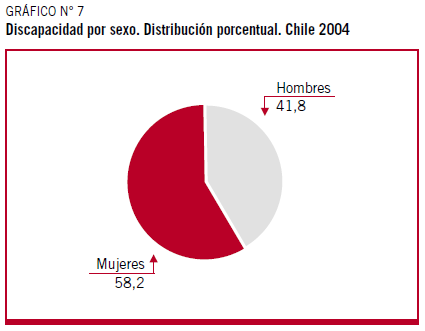 GRÁFICO N° 7
Discapacidad por sexo. Distribución porcentual. Chile 2004
Hombres
41,8
Mujeres
58,2